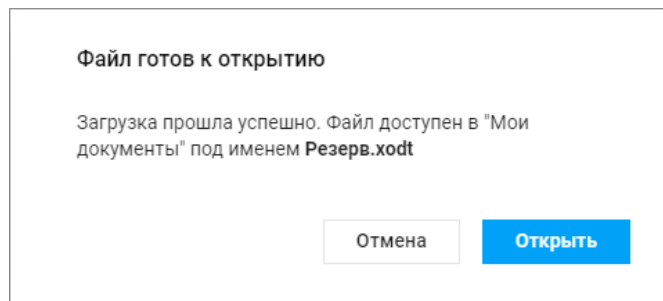 Файл готов к открытию
Загрузка прошла успешно. Файл доступен в "Мои
документы" под именем Резерв.xodt
Отмена
Открыть